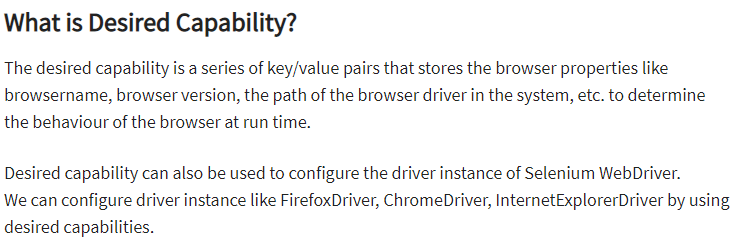 What is Desired Capability?
The desired capability is a series of key/value pairs that stores the browser properties like
browsername, browser version, the path of the browser driver in the system, etc. to determine
the behaviour of the browser at run time.
Desired capability can also be used to configure the driver instance of Selenium WebDriver.
We can configure driver instance like FirefoxDriver, ChromeDriver, InternetExplorerDriver by using
desired capabilities.